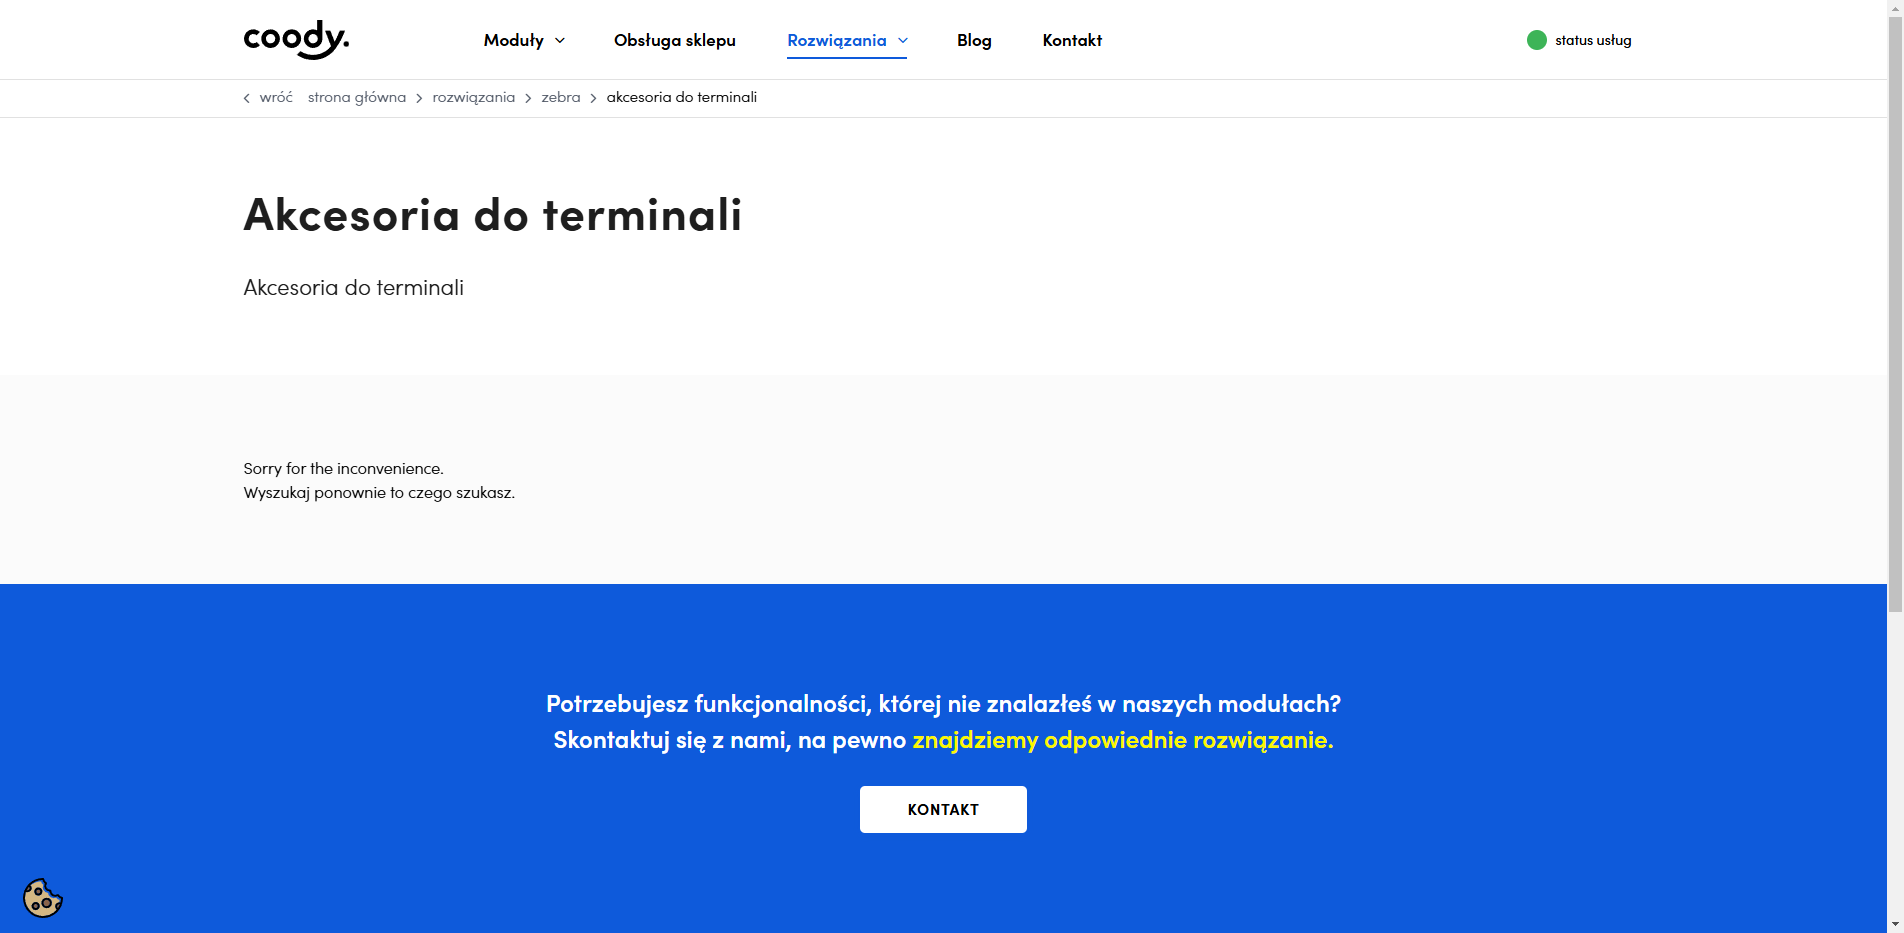 coody.
Moduły
Obsługa sklepu
Rozwiązania
Blog
Kontakt
status usług
wróć strona główna rozwiązania zebra akcesoria do terminali
Akcesoria do terminali
Akcesoria do terminali
Sorry for the inconvenience.
Wyszukaj ponownie to czego szukasz.
Potrzebujesz funkcjonalności, której nie znalazłeś w naszych modułach?
Skontaktuj się z nami, na pewno znajdziemy odpowiednie rozwiązanie.
KONTAKT